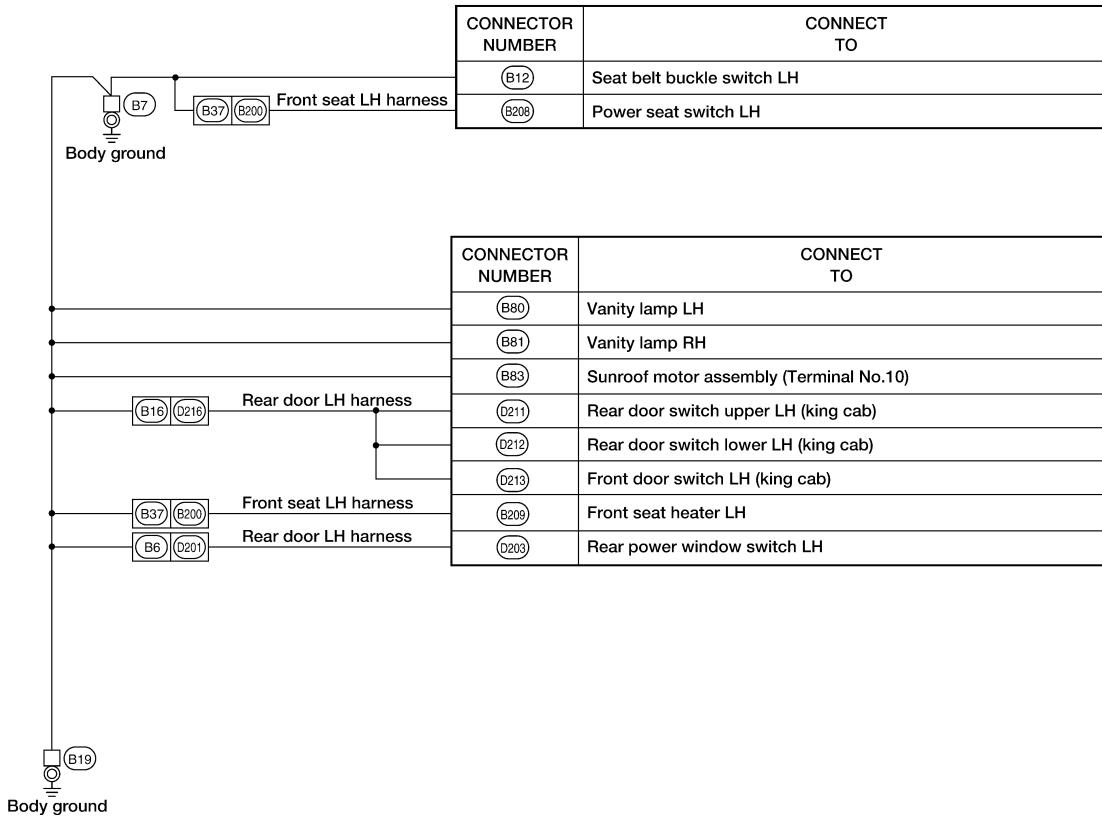 CONNECTOR NUMBER
CONNECT TO
B12
Seat belt buckle switch LH
B7
B37 B200
Front seat LH harness
B208
Power seat switch LH
Body ground
CONNECTOR NUMBER
CONNECT TO
B80
Vanity lamp LH
B81
Vanity lamp RH
B83
Sunroof motor assembly (Terminal No.10)
B16 D216
Rear door LH harness
D211
Rear door switch upper LH (king cab)
D212
Rear door switch lower LH (king cab)
D213
Front door switch LH (king cab)
B37 B200
Front seat LH harness
B209
Front seat heater LH
B6 D201
Rear door LH harness
D203
Rear power window switch LH
B19
Body ground